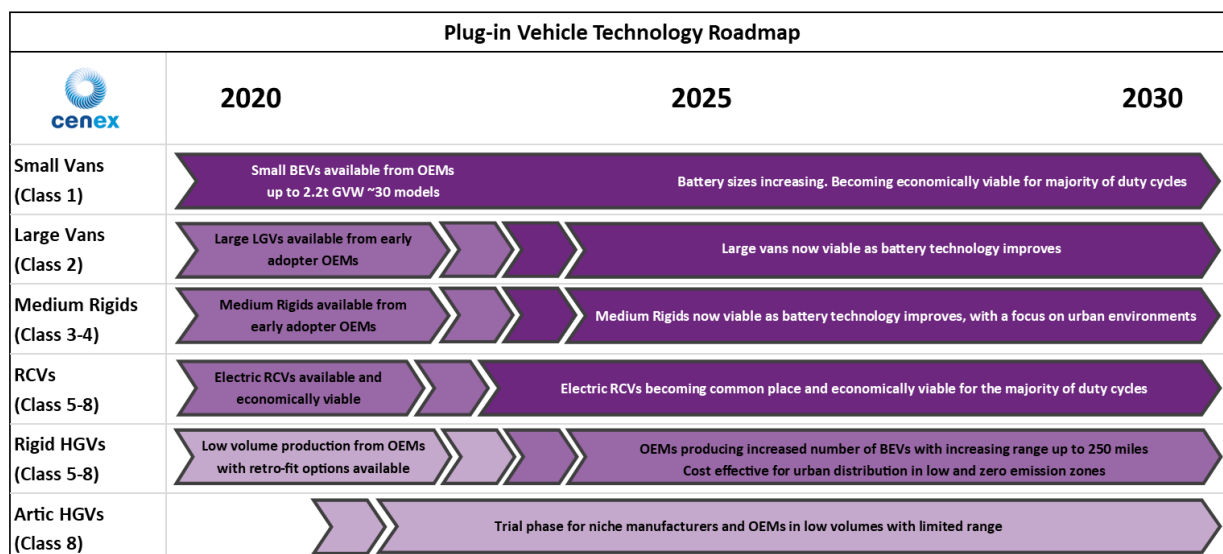 Plug-in Vehicle Technology Roadmap
cenex
2020
2025
2030
Small Vans
(Class 1)
Small BEVs available from OEMs
up to 2.2t GVW ~30 models
Battery sizes increasing. Becoming economically viable for majority of duty cycles
Large Vans
(Class 2)
Large LGVs available from early
adopter OEMs
Large vans now viable as battery technology improves
Medium Rigids
(Class 3-4)
Medium Rigids available from
early adopter OEMs
Medium Rigids now viable as battery technology improves, with a focus on urban environments
RCVs
(Class 5-8)
Electric RCVs available and
economically viable
Electric RCVs becoming common place and economically viable for the majority of duty cycles
Rigid HGVs
(Class 5-8)
Low volume production from OEMs
with retro-fit options available
OEMs producing increased number of BEVs with increasing range up to 250 miles
Cost effective for urban distribution in low and zero emission zones
Artic HGVs
(Class 8)
Trial phase for niche manufacturers and OEMs in low volumes with limited range